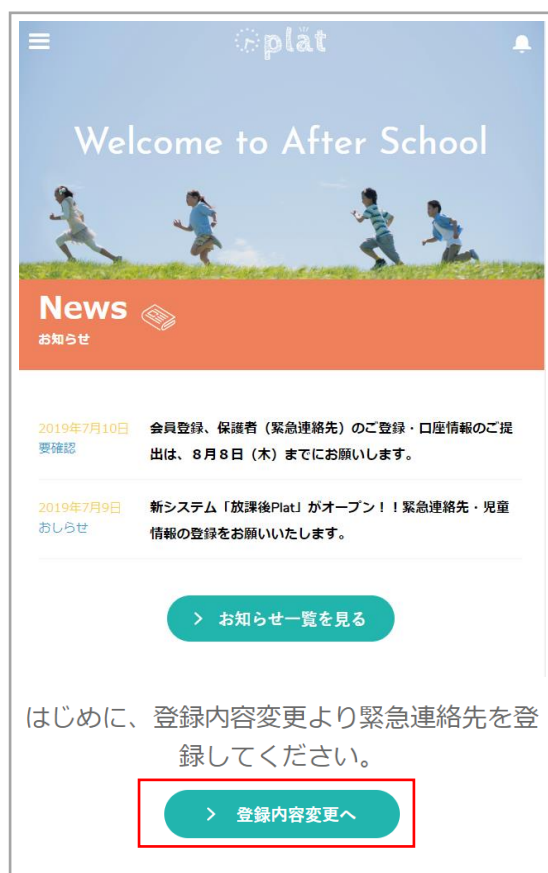 plat
Welcome to After School
News
お知らせ
2019年7月10日
要確認
会員登録、保護者（緊急連絡先）のご登録・口座情報のご提
出は、８月８日（木）までにお願いします。
2019年7月9日
おしらせ
新システム「放課後Plat」がオープン！！緊急連絡先・児童
情報の登録をお願いいたします。
お知らせ一覧を見る
はじめに、登録内容変更より緊急連絡先を登
録してください。
登録内容変更へ